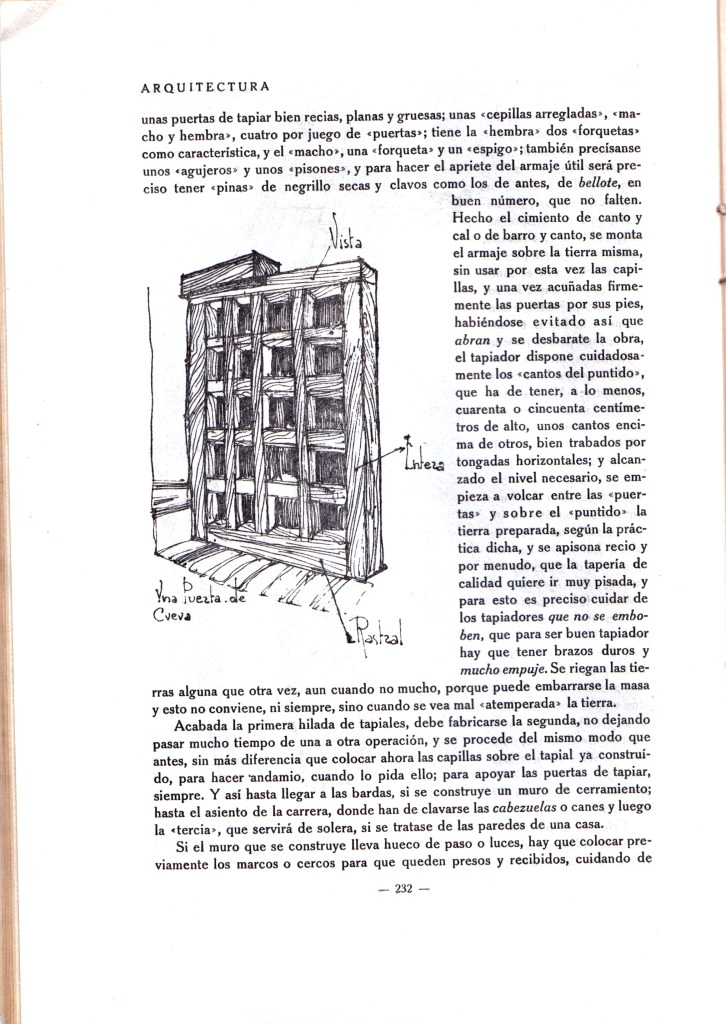 ARQUITECTURA
unas puertas de tapiar bien recias, planas y gruesas; unas «cepillas arregladas», «ma-
cho y hembra», cuatro por juego de «puertas»; tiene la «hembra» dos «forquetas»
como característica, y el «macho», una «forqueta» y un «espigo»; también precísanse
unos «agujeros» y unos «pisones», y para hacer el apriete del armaje útil será pre-
ciso tener «pinas» de negrillo secas y clavos como los de antes, de bellote, en
buen número, que no falten.
Hecho el cimiento de canto y
cal o de barro y canto, se monta
el armaje sobre la tierra misma,
sin usar por esta vez las capi-
llas, y una vez acuñadas firme-
mente las puertas por sus pies,
habiéndose evitado así que
abran y se desbarate la obra,
el tapiador dispone cuidadosa-
mente los «cantos del puntido»,
que ha de tener, a lo menos,
cuarenta o cincuenta centíme-
tros de alto, unos cantos enci-
ma de otros, bien trabados por
tongadas horizontales; y alcan-
zado el nivel necesario, se em-
pieza a volcar entre las «puer-
tas» y sobre el «puntido» la
tierra preparada, según la prác-
tica dicha, y se apisona recio y
por menudo, que la tapería de
calidad quiere ir muy pisada, y
para esto es preciso cuidar de
los tapiadores que no se embo-
ben, que para ser buen tapiador
hay que tener brazos duros y
mucho empuje. Se riegan las tie-
Vista
Enteza
Rastral
Una Puerta de
Cueva
rras alguna que otra vez, aun cuando no mucho, porque puede embarrarse la masa
y esto no conviene, ni siempre, sino cuando se vea mal «atemperada» la tierra.
Acabada la primera hilada de tapiales, debe fabricarse la segunda, no dejando
pasar mucho tiempo de una a otra operación, y se procede del mismo modo que
antes, sin más diferencia que colocar ahora las capillas sobre el tapial ya construí-
do, para hacer andamio, cuando lo pida ello; para apoyar las puertas de tapiar,
siempre. Y así hasta llegar a las bardas, si se construye un muro de cerramiento;
hasta el asiento de la carrera, donde han de clavarse las cabezuelas o canes y luego
la «tercia», que servirá de solera, si se tratase de las paredes de una casa.
Si el muro que se construye lleva hueco de paso o luces, hay que colocar pre-
viamente los marcos o cercos para que queden presos y recibidos, cuidando de
— 232 —